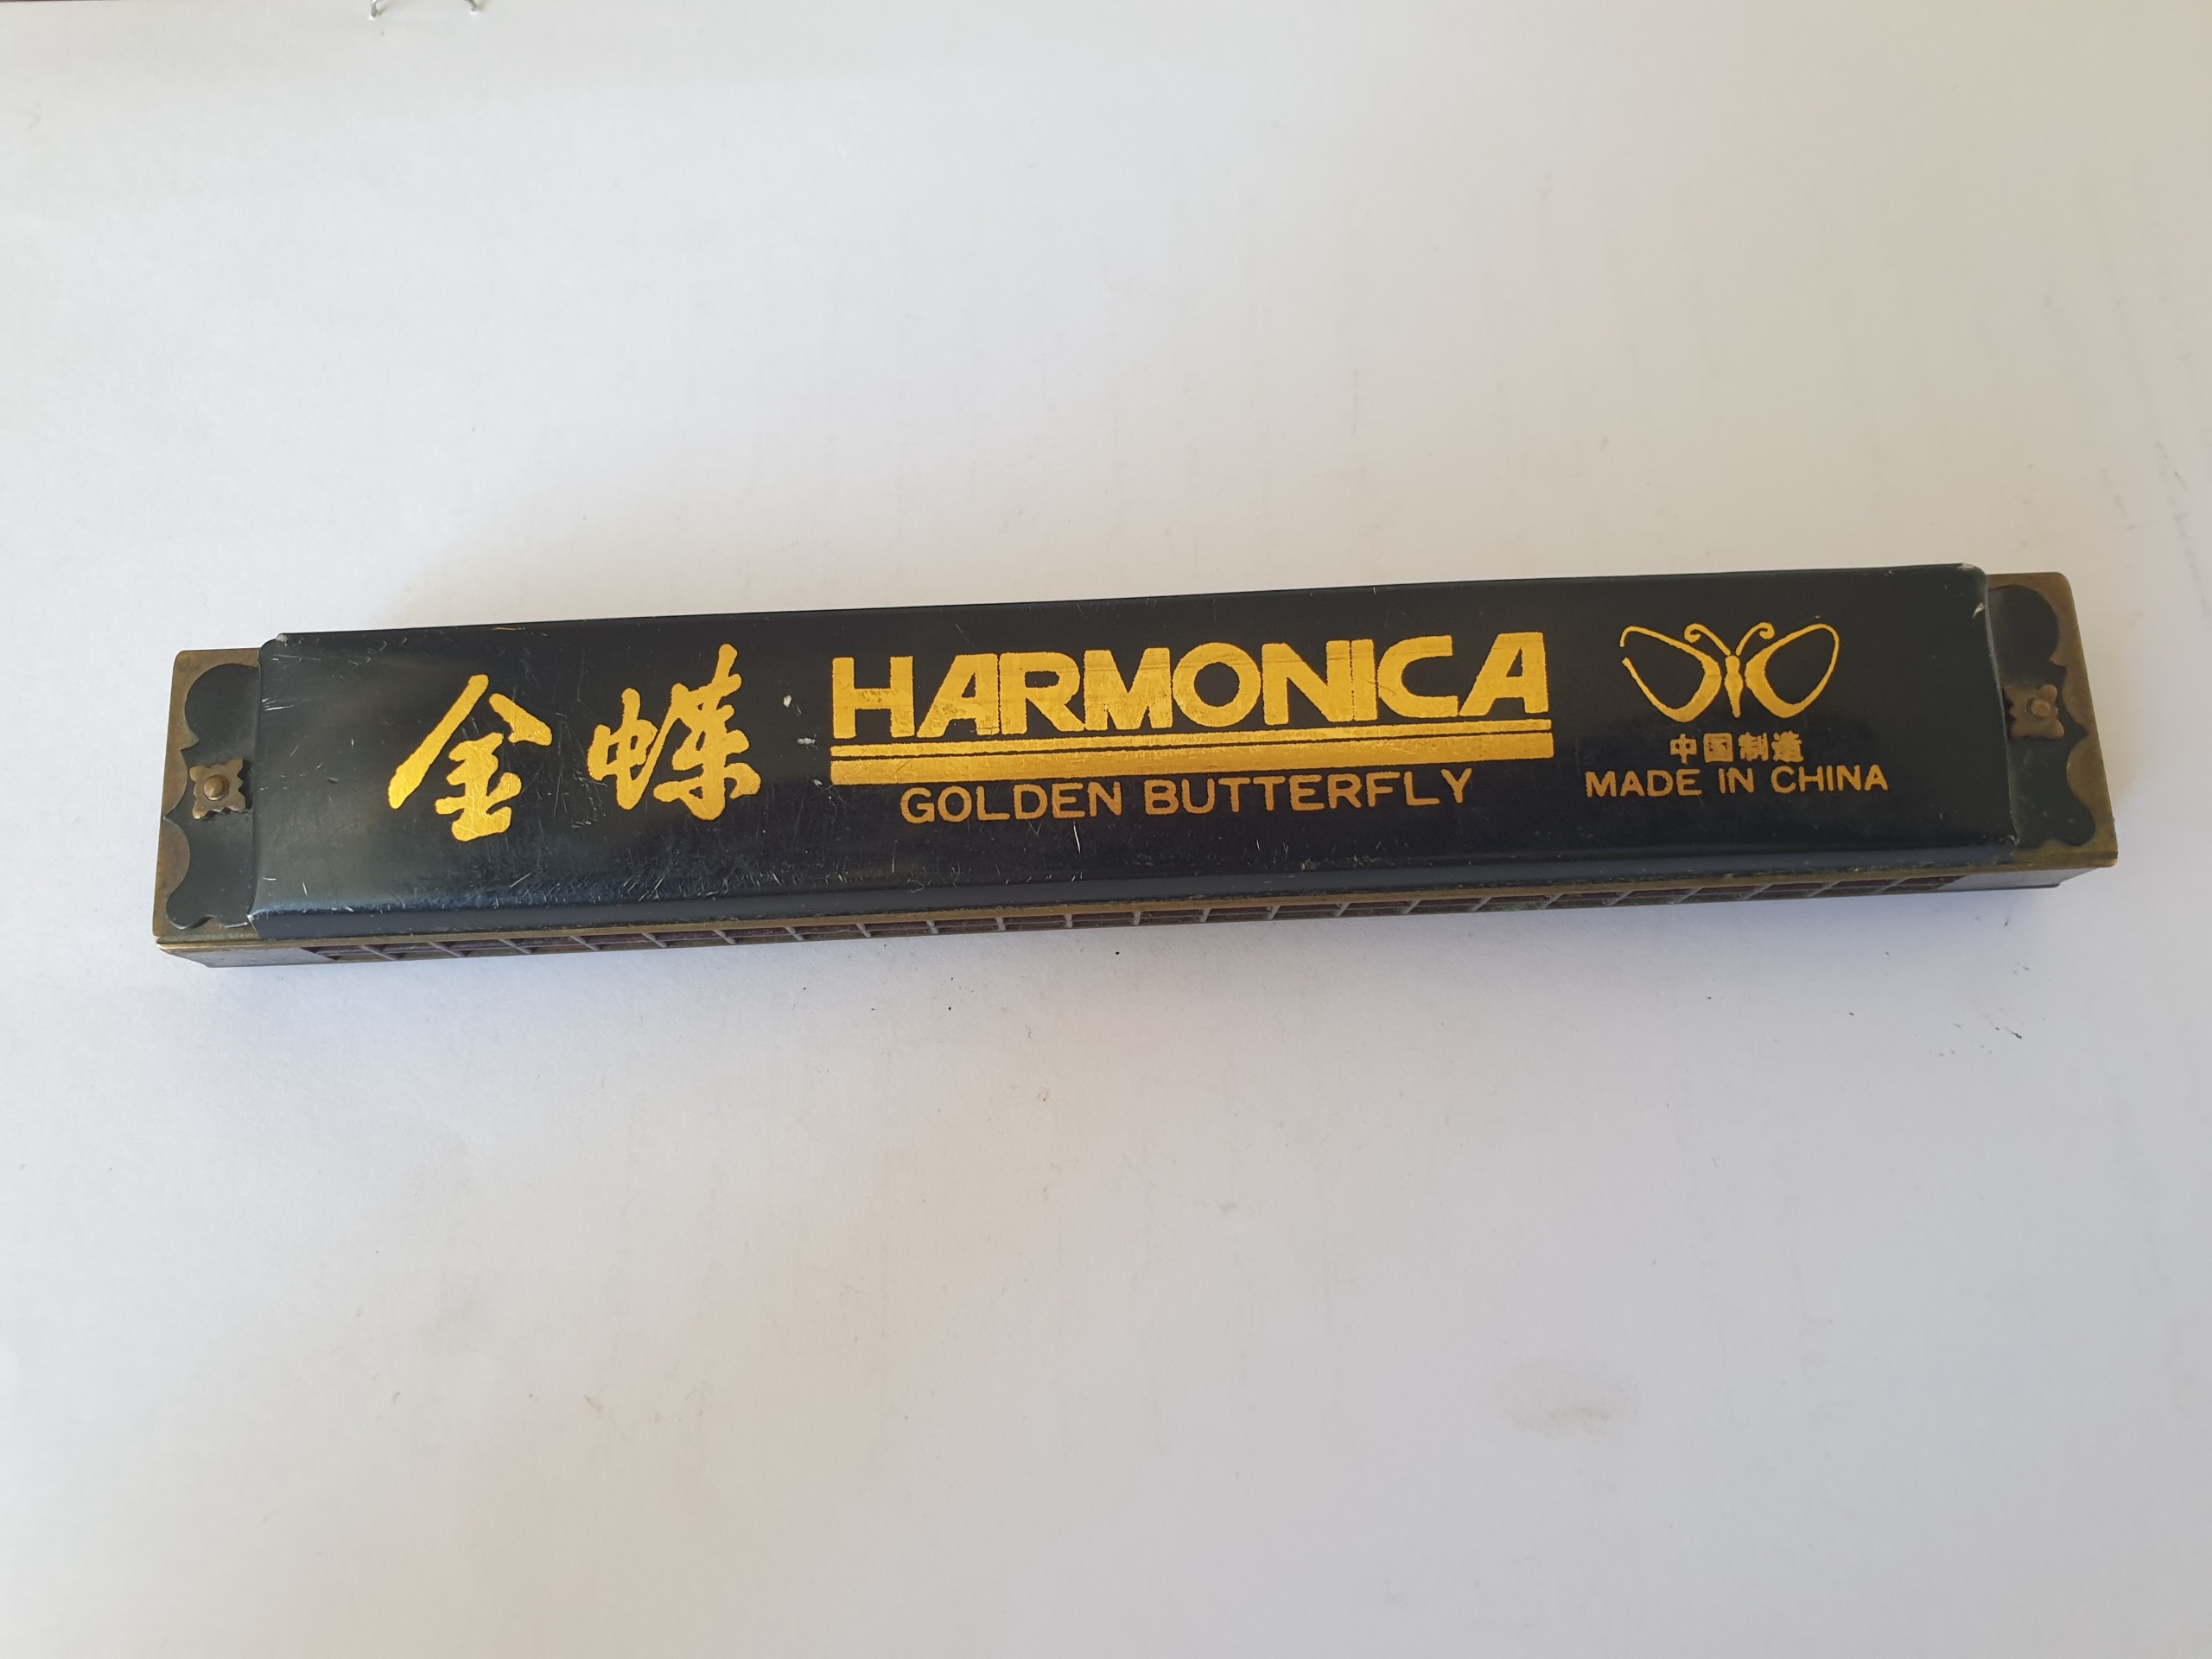 金蝶
HARMONICA
GOLDEN BUTTERFLY
中国制造
MADE IN CHINA